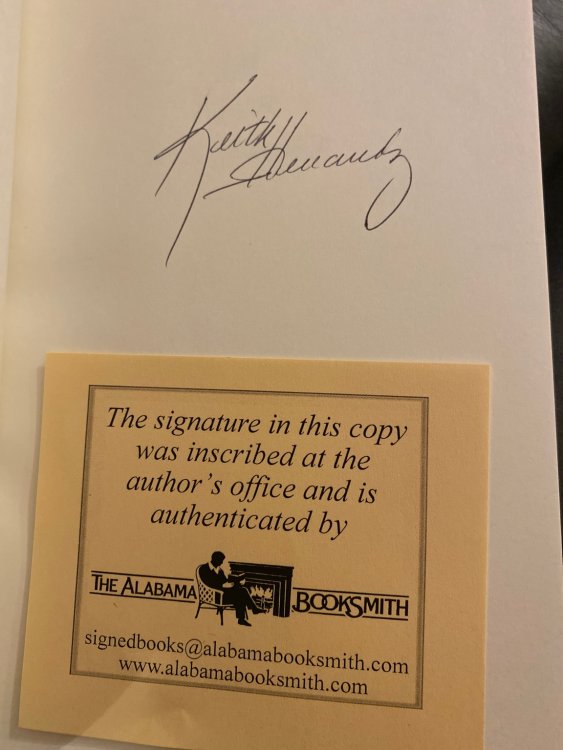 Keith Hernandez
The signature in this copy
was inscribed at the
author's office and is
authenticated by
THE ALABAMA BOOKSMITH
signedbooks@alabamabooksmith.com
www.alabamabooksmith.com